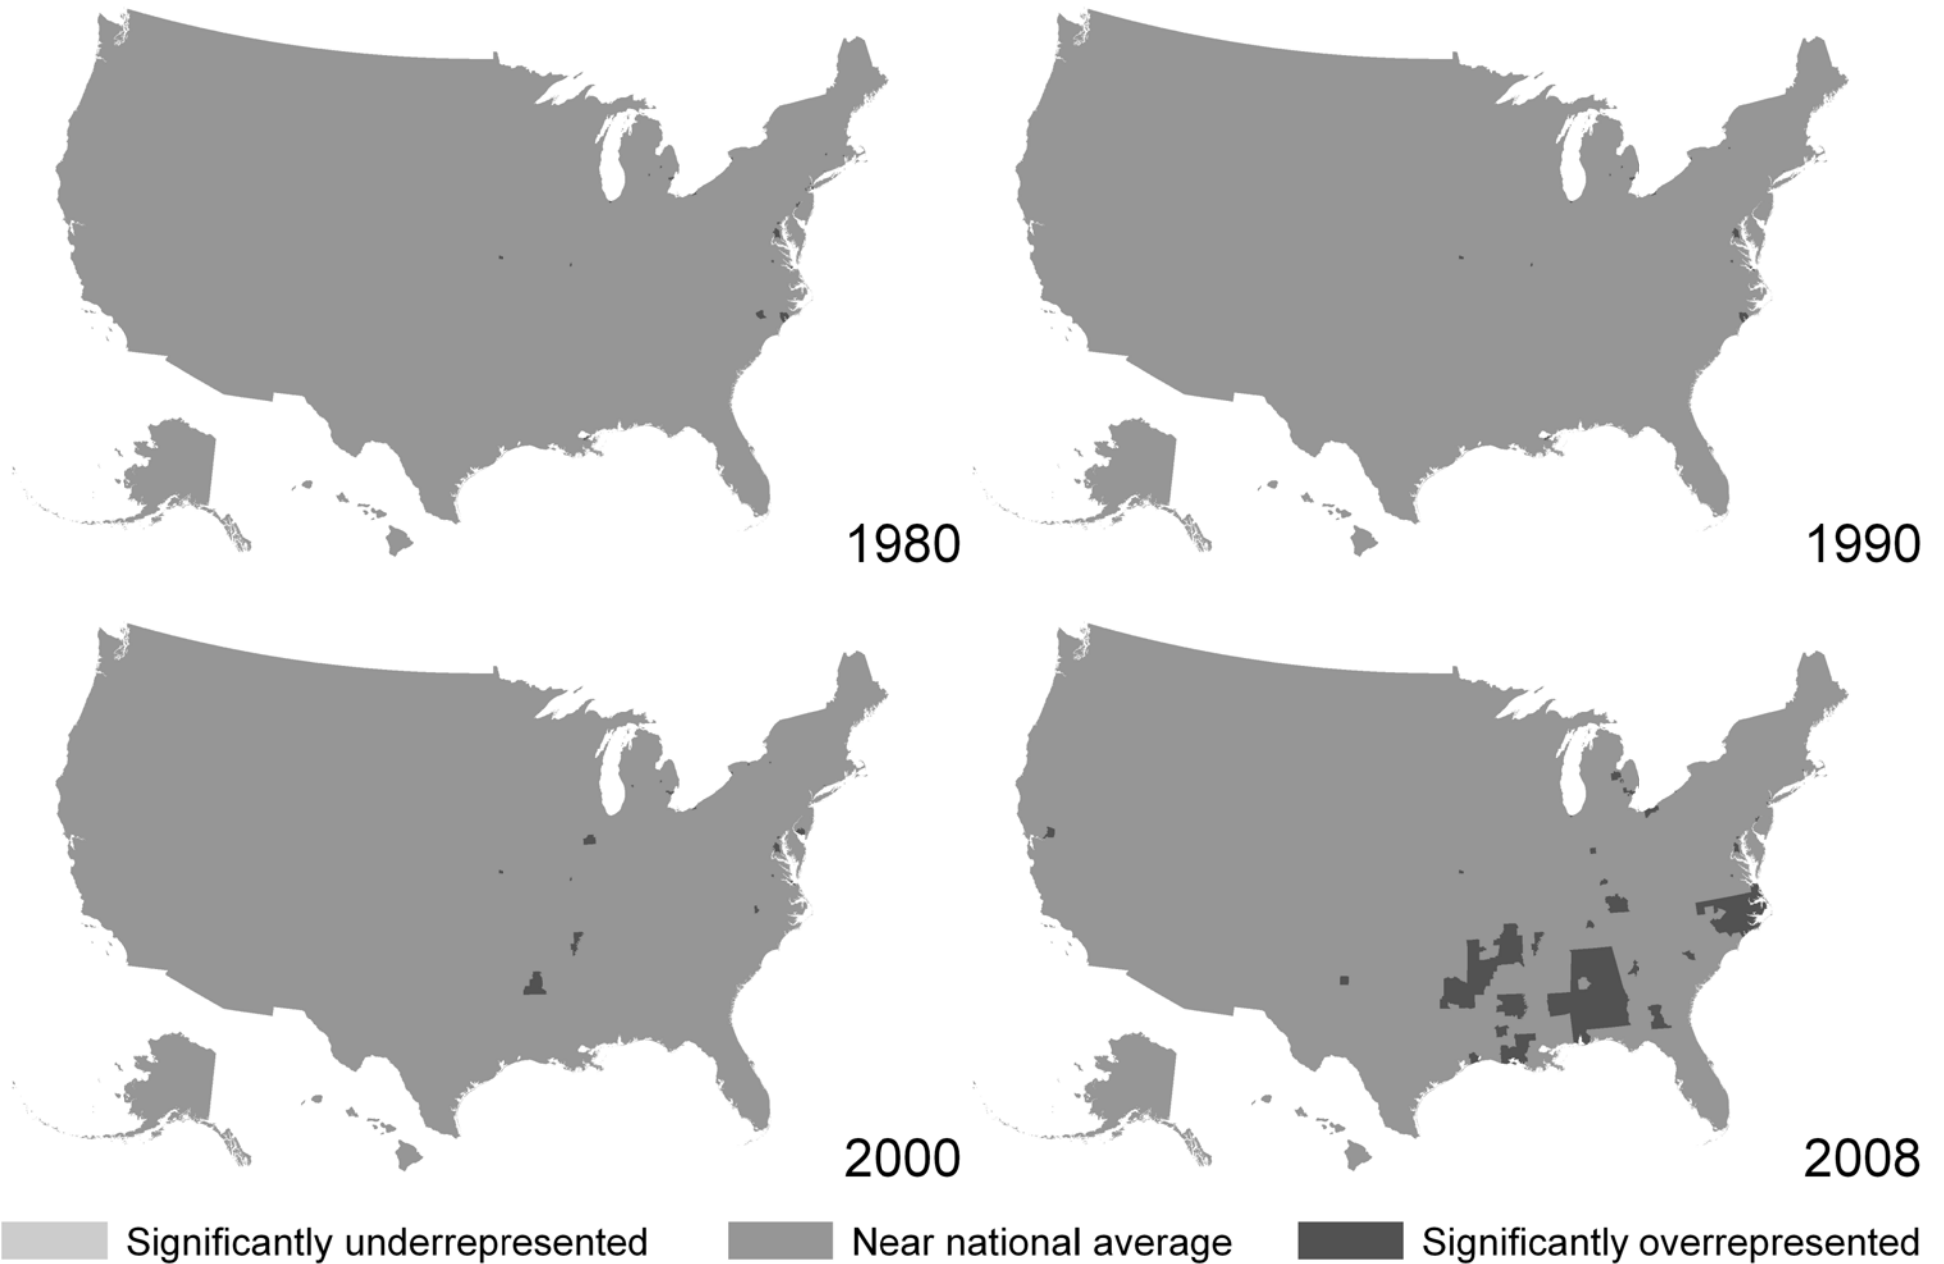 1980
1990
2000
2008
Significantly underrepresented
Near national average
Significantly overrepresented